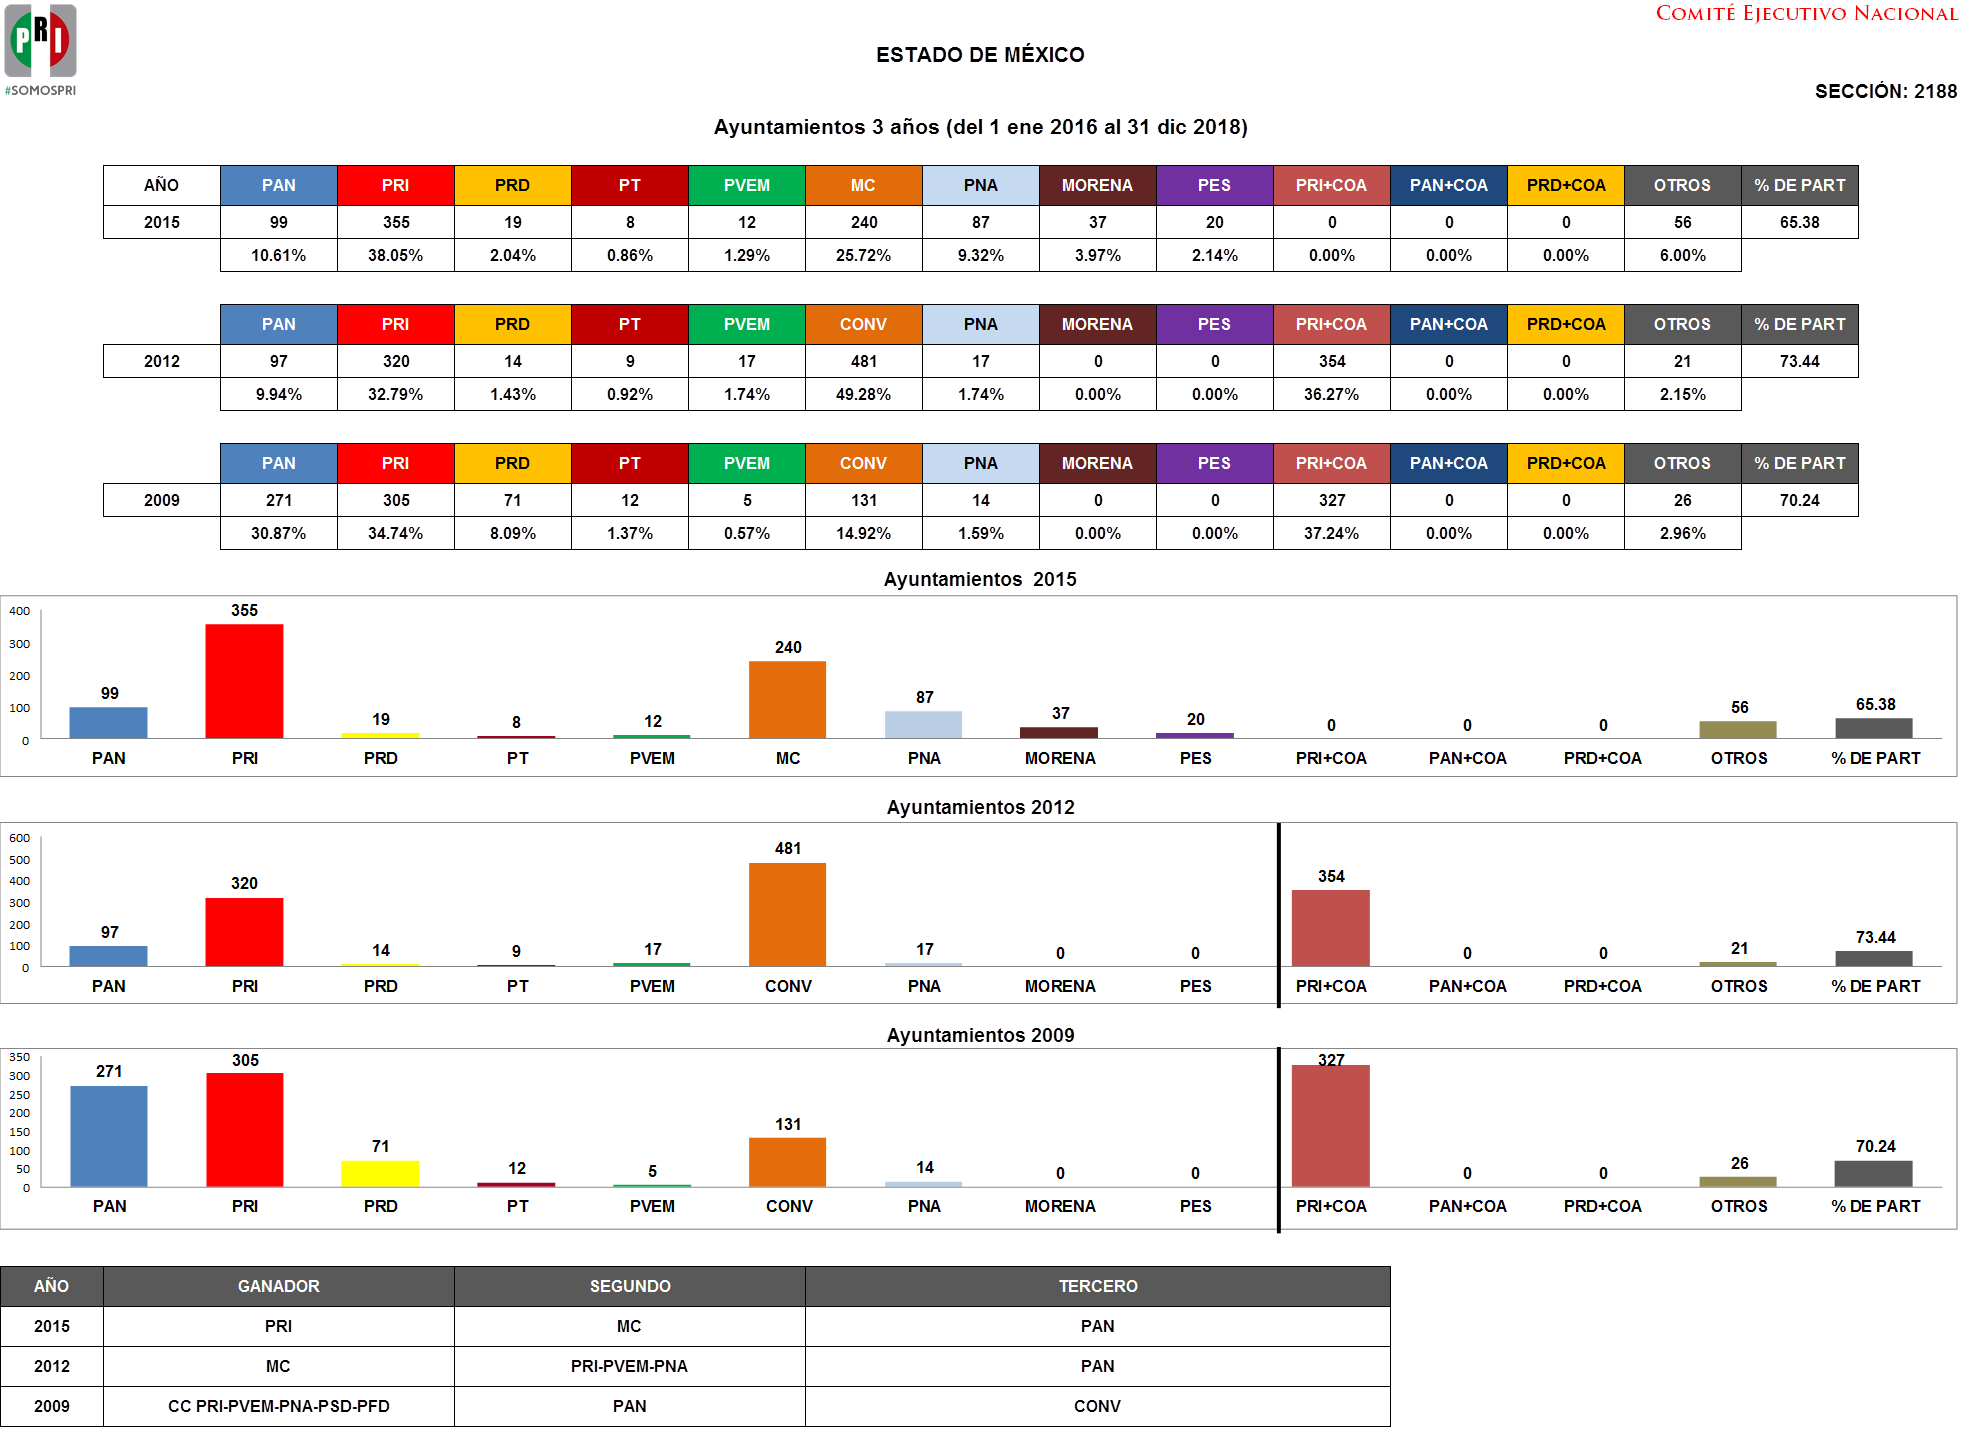 COMITÉ EJECUTIVO NACIONAL
PRI
#SOMOSPRI
ESTADO DE MÉXICO
SECCIÓN: 2188
Ayuntamientos 3 años (del 1 ene 2016 al 31 dic 2018)
AÑO PAN PRI PRD PT PVEM MC PNA MORENA PES PRI+COA PAN+COA PRD+COA OTROS % DE PART
2015 99 355 19 8 12 240 87 37 20 0 0 0 56 65.38
10.61% 38.05% 2.04% 0.86% 1.29% 25.72% 9.32% 3.97% 2.14% 0.00% 0.00% 0.00% 6.00%
PAN PRI PRD PT PVEM CONV PNA MORENA PES PRI+COA PAN+COA PRD+COA OTROS % DE PART
2012 97 320 14 9 17 481 17 0 0 354 0 0 21 73.44
9.94% 32.79% 1.43% 0.92% 1.74% 49.28% 1.74% 0.00% 0.00% 36.27% 0.00% 0.00% 2.15%
PAN PRI PRD PT PVEM CONV PNA MORENA PES PRI+COA PAN+COA PRD+COA OTROS % DE PART
2009 271 305 71 12 5 131 14 0 0 327 0 0 26 70.24
30.87% 34.74% 8.09% 1.37% 0.57% 14.92% 1.59% 0.00% 0.00% 37.24% 0.00% 0.00% 2.96%
Ayuntamientos 2015
400
300
200
100
0
99 355 19 8 12 240 87 37 20 0 0 0 56 65.38
PAN PRI PRD PT PVEM MC PNA MORENA PES PRI+COA PAN+COA PRD+COA OTROS % DE PART
Ayuntamientos 2012
600
500
400
300
200
100
0
97 320 14 9 17 481 17 0 0 354 0 0 21 73.44
PAN PRI PRD PT PVEM CONV PNA MORENA PES PRI+COA PAN+COA PRD+COA OTROS % DE PART
Ayuntamientos 2009
350
300
250
200
150
100
50
0
271 305 71 12 5 131 14 0 0 327 0 0 26 70.24
PAN PRI PRD PT PVEM CONV PNA MORENA PES PRI+COA PAN+COA PRD+COA OTROS % DE PART
AÑO GANADOR SEGUNDO TERCERO
2015 PRI MC PAN
2012 MC PRI-PVEM-PNA PAN
2009 CC PRI-PVEM-PNA-PSD-PFD PAN CONV